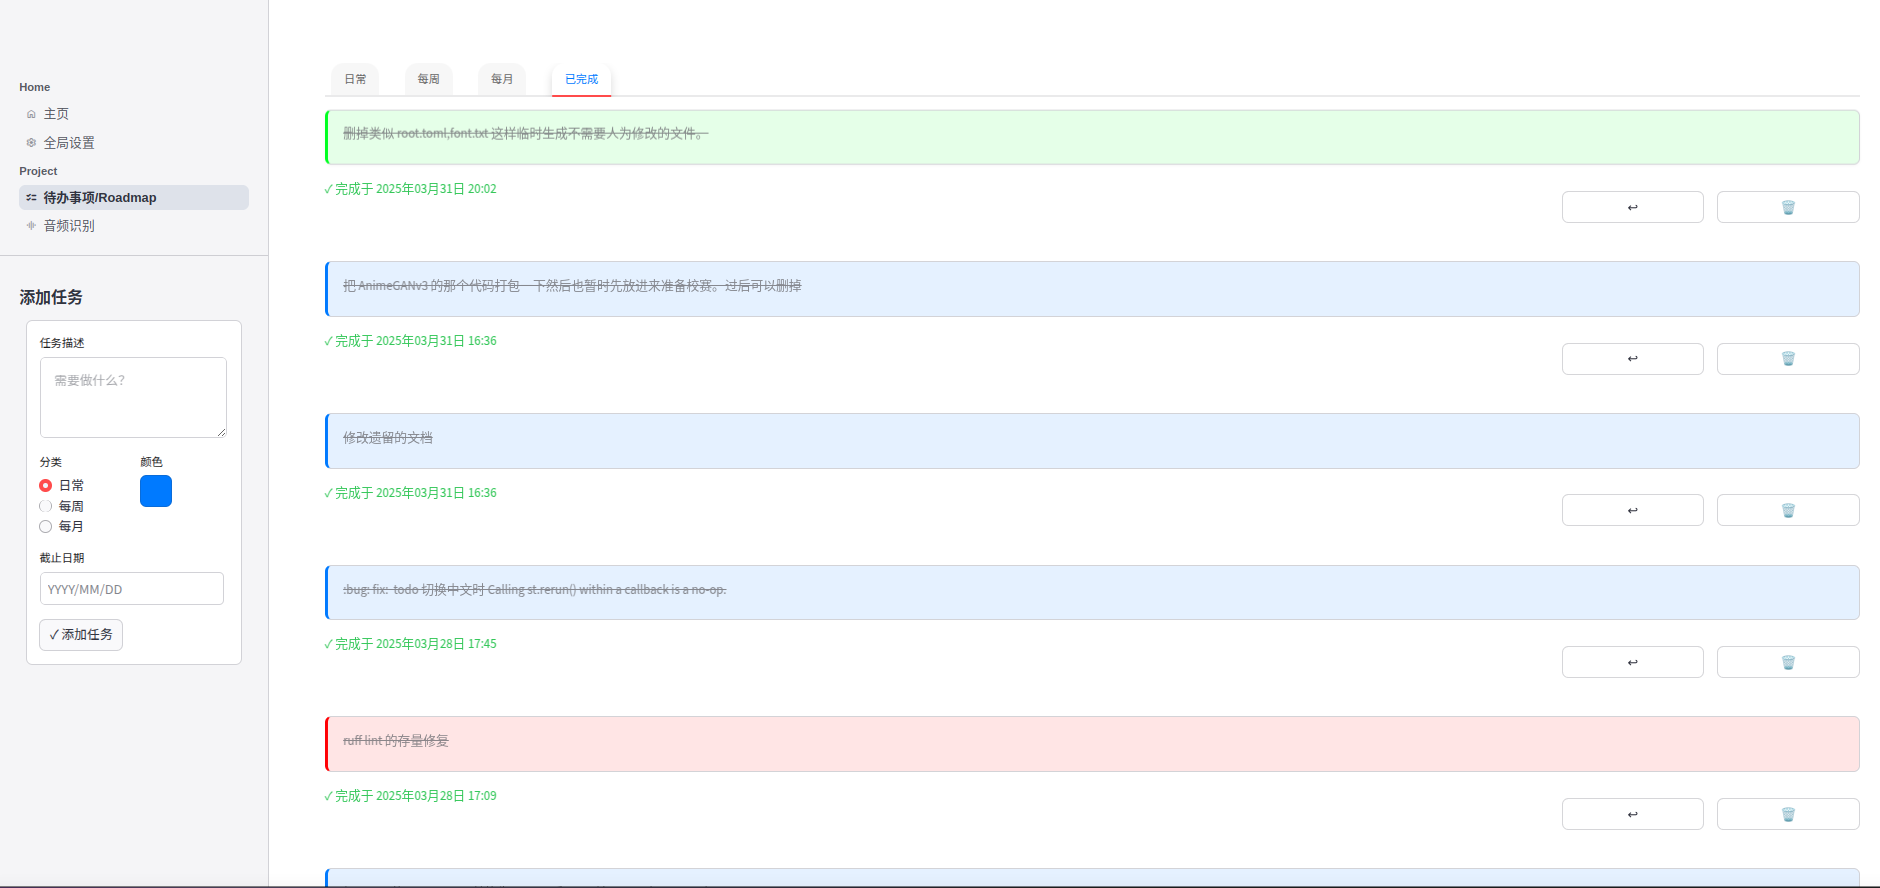 Home
主页
全局设置
Project
待办事项/Roadmap
音频识别
添加任务
任务描述
需要做什么？
分类
颜色
日常
每周
每月
截止日期
YYYY/MM/DD
✓添加任务
日常 每周 每月 已完成
删掉类似 root.toml,font.txt 这样临时生成不需要人为修改的文件。
✓完成于 2025年03月31日 20:02
把 AnimeGANv3 的那个代码打包一下然后也暂时先放进来准备校赛。过后可以删掉
✓完成于 2025年03月31日 16:36
修改遗留的文档
✓完成于 2025年03月31日 16:36
:bug: fix: todo 切换中文时 Calling st.rerun() within a callback is a no-op.
✓完成于 2025年03月28日 17:45
ruff lint 的存量修复
✓完成于 2025年03月28日 17:09